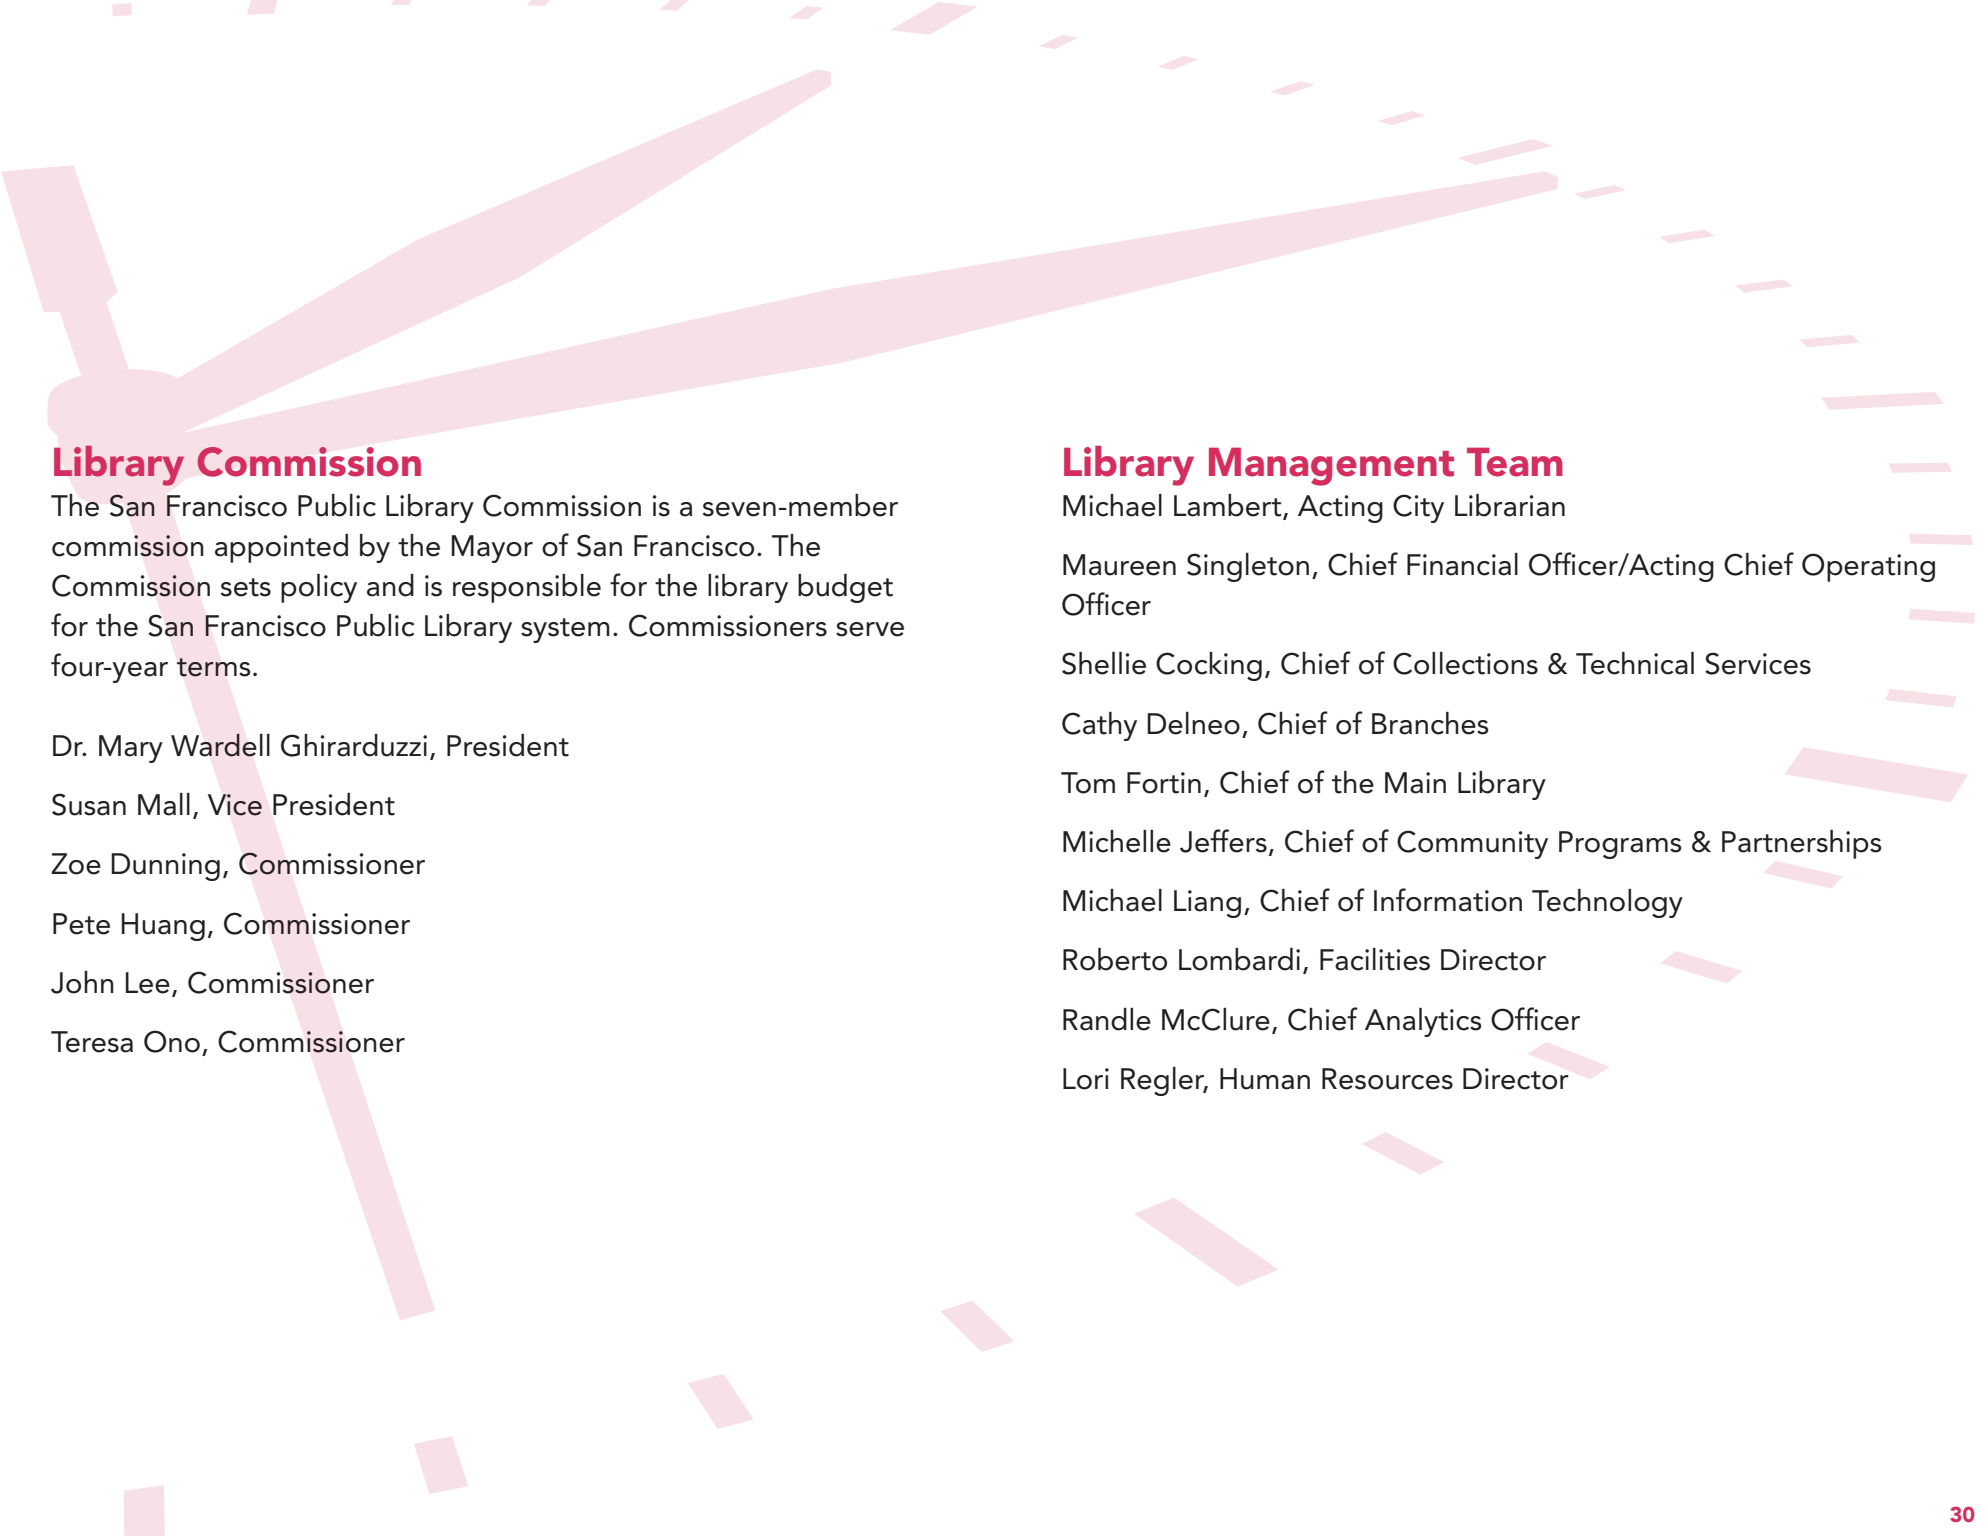 Library Commission
The San Francisco Public Library Commission is a seven-member
commission appointed by the Mayor of San Francisco. The
Commission sets policy and is responsible for the library budget
for the San Francisco Public Library system. Commissioners serve
four-year terms.
Dr. Mary Wardell Ghirarduzzi, President
Susan Mall, Vice President
Zoe Dunning, Commissioner
Pete Huang, Commissioner
John Lee, Commissioner
Teresa Ono, Commissioner
Library Management Team
Michael Lambert, Acting City Librarian
Maureen Singleton, Chief Financial Officer/Acting Chief Operating
Officer
Shellie Cocking, Chief of Collections & Technical Services
Cathy Delneo, Chief of Branches
Tom Fortin, Chief of the Main Library
Michelle Jeffers, Chief of Community Programs & Partnerships
Michael Liang, Chief of Information Technology
Roberto Lombardi, Facilities Director
Randle McClure, Chief Analytics Officer
Lori Regler, Human Resources Director
30